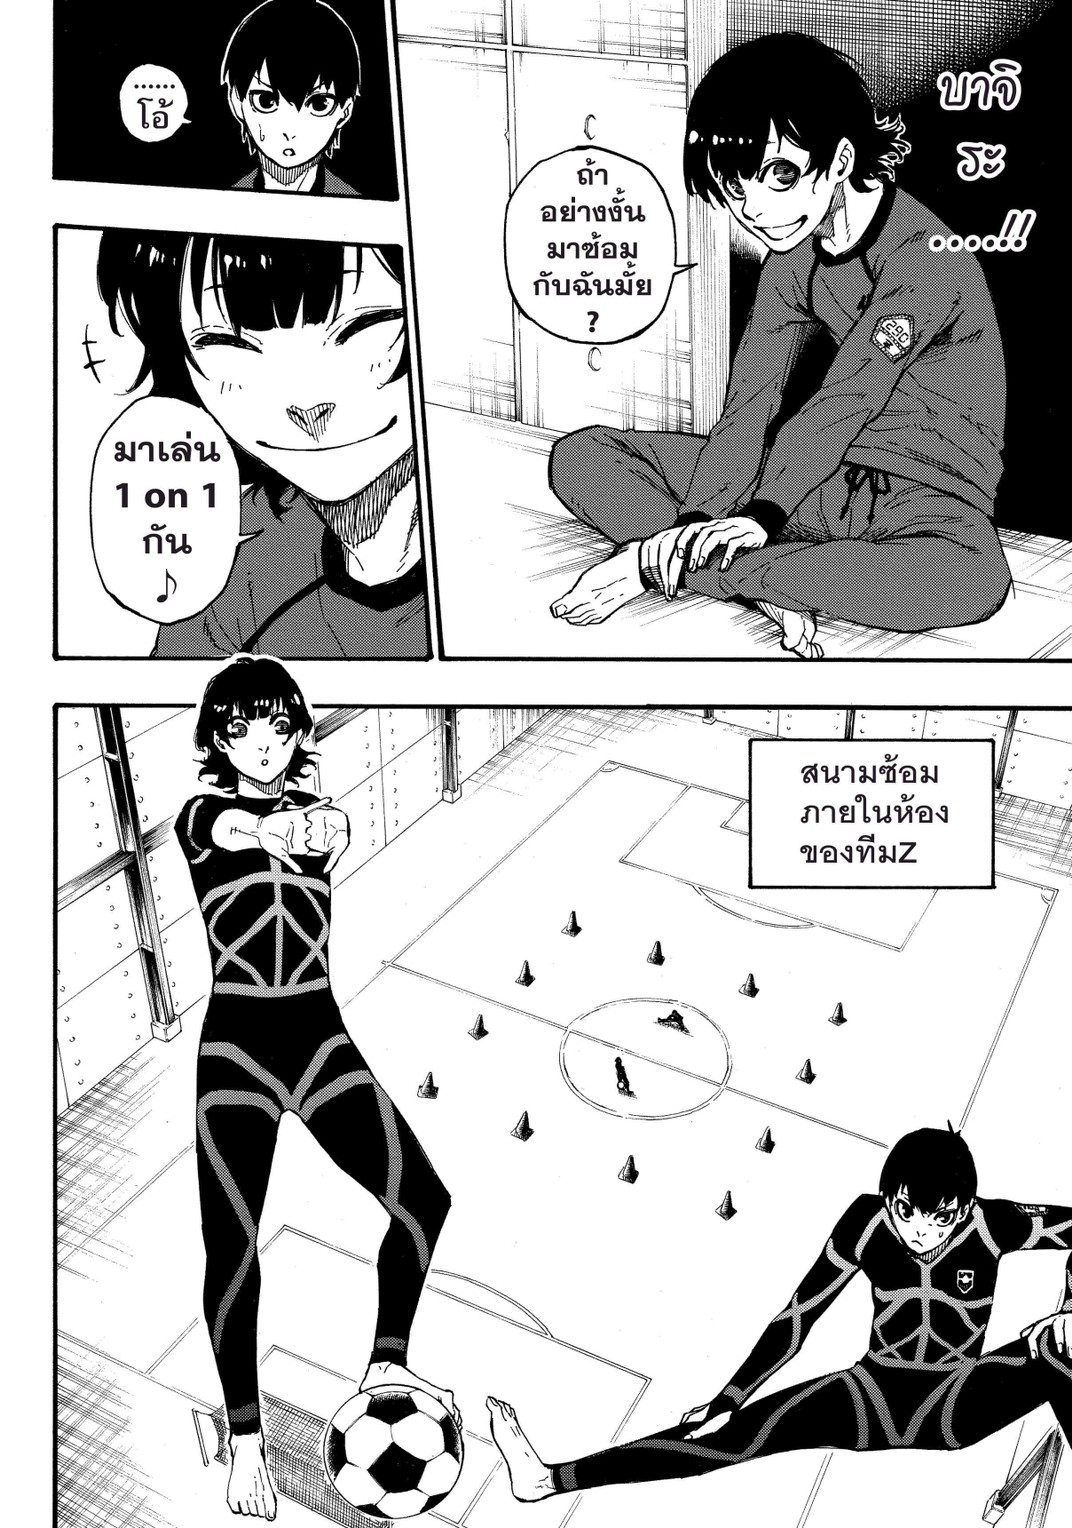 บาจิ
ระ
......!!
ถ้า
อย่างงั้น
มาซ้อม
กับฉันมั้ย
?
290
......
โอ้
มาเล่น
1 on 1
กัน
♪
สนามซ้อม
ภายในห้อง
ของทีมZ